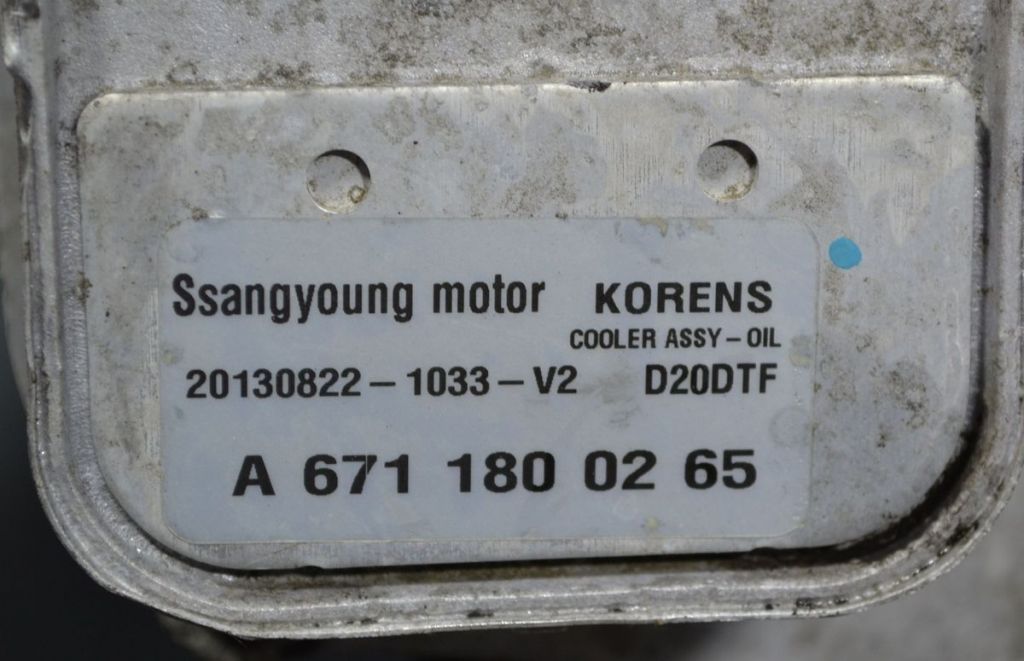 Ssangyoung motor KORENS
COOLER ASSY-OIL
20130822-1033-V2 D20DTF
A 671 180 02 65